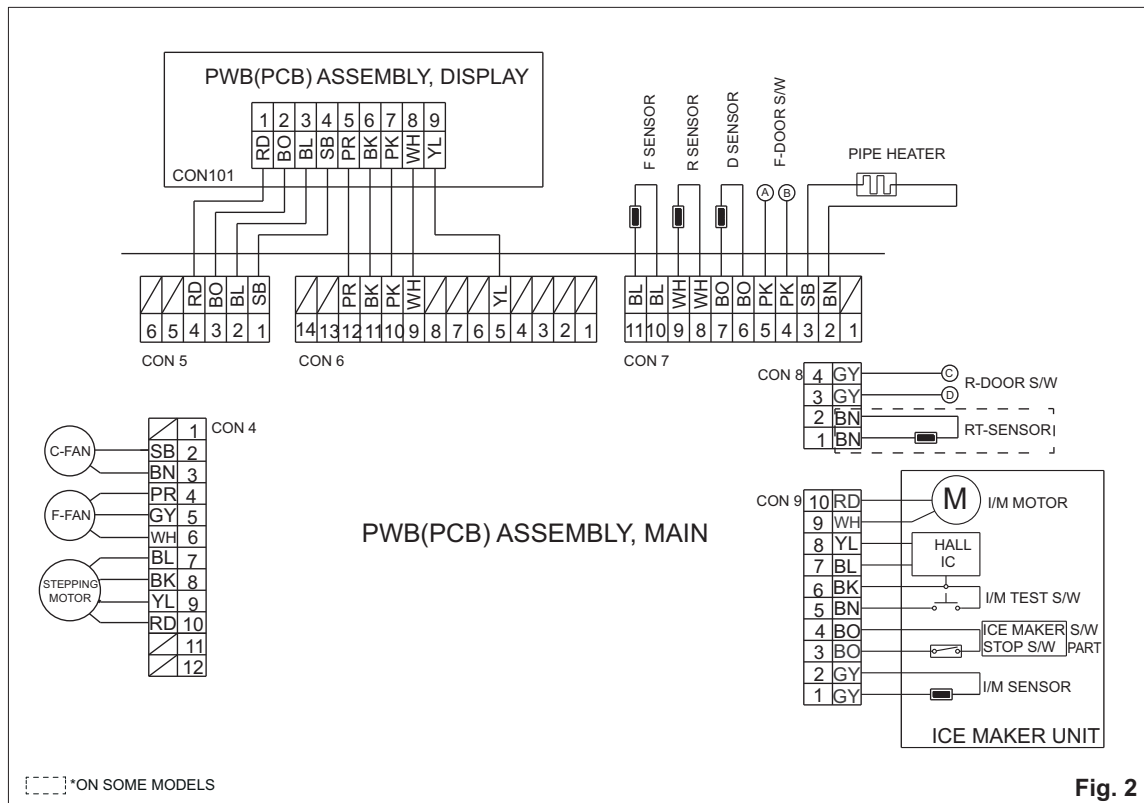 PWB(PCB) ASSEMBLY, DISPLAY
1 2 3 4 5 6 7 8 9
RD BO BL SB PR BK PK WH YL
CON101
F SENSOR
R SENSOR
D SENSOR
F-DOOR S/W
A B
PIPE HEATER
RD BO BL SB
6 5 4 3 2 1
CON 5
PR BK PK WH YL
14 13 12 11 10 9 8 7 6 5 4 3 2 1
CON 6
BL BL WH WH BO BO PK PK SB BN
11 10 9 8 7 6 5 4 3 2 1
CON 7
CON 8
4 GY
3 GY
2 BN
1 BN
C
D
R-DOOR S/W
RT-SENSOR
1 CON 4
C-FAN
SB 2
BN 3
F-FAN
PR 4
GY 5
WH 6
STEPPING
MOTOR
BL 7
BK 8
YL 9
RD 10
11
12
PWB(PCB) ASSEMBLY, MAIN
CON 9
10 RD
9 WH
8 YL
7 BL
6 BK
5 BN
4 BO
3 BO
2 GY
1 GY
M
I/M MOTOR
HALL
IC
I/M TEST S/W
ICE MAKER S/W
STOP S/W PART
I/M SENSOR
ICE MAKER UNIT
*ON SOME MODELS
Fig. 2